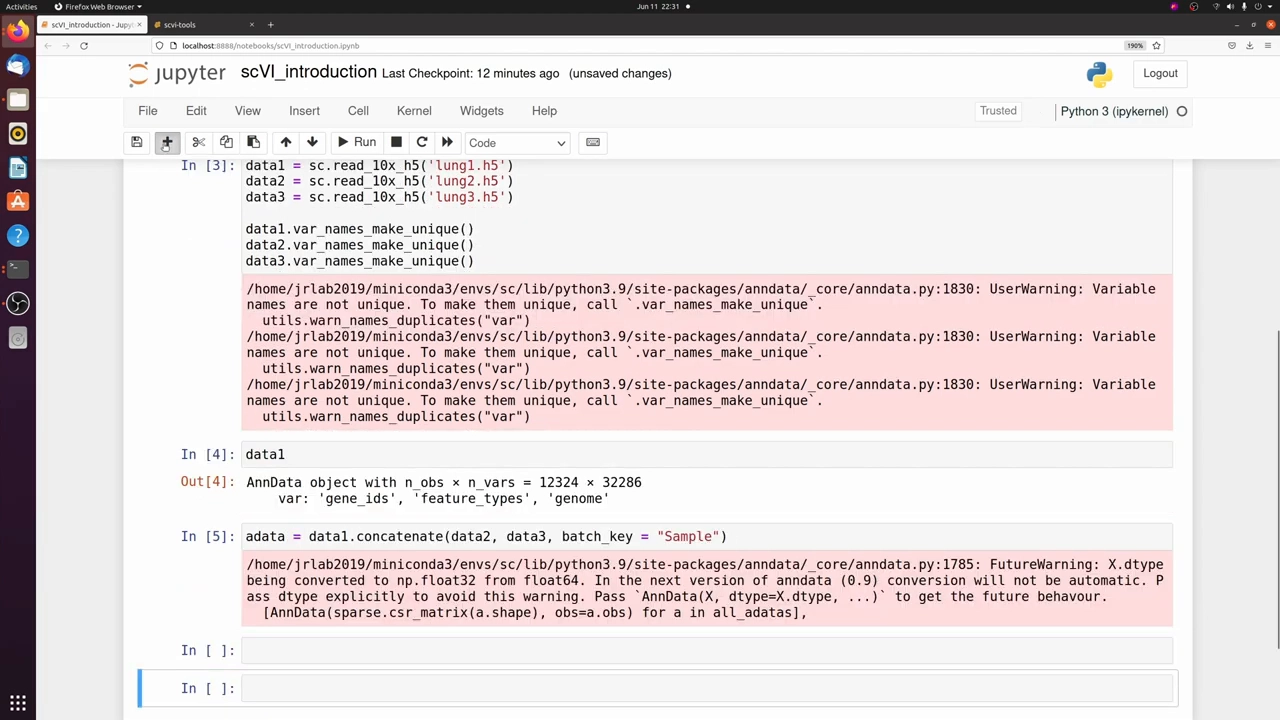 Activities
Firefox Web Browser
Jun 11 22:31
scVI_introduction - Jupyt
scvi-tools
localhost:8888/notebooks/scVI_introduction.ipynb
190%
jupyter
scVI_introduction
Last Checkpoint: 12 minutes ago
(unsaved changes)
Logout
File
Edit
View
Insert
Cell
Kernel
Widgets
Help
Trusted
Python 3 (ipykernel)
Run
Code
In [3]: data1 = sc.read_10x_h5('lung1.h5')
data2 = sc.read_10x_h5('lung2.h5')
data3 = sc.read_10x_h5('lung3.h5')
data1.var_names_make_unique()
data2.var_names_make_unique()
data3.var_names_make_unique()
/home/jrlab2019/miniconda3/envs/sc/lib/python3.9/site-packages/anndata/_core/anndata.py:1830: UserWarning: Variable
names are not unique. To make them unique, call `.var_names_make_unique`.
utils.warn_names_duplicates("var")
/home/jrlab2019/miniconda3/envs/sc/lib/python3.9/site-packages/anndata/_core/anndata.py:1830: UserWarning: Variable
names are not unique. To make them unique, call `.var_names_make_unique`.
utils.warn_names_duplicates("var")
/home/jrlab2019/miniconda3/envs/sc/lib/python3.9/site-packages/anndata/_core/anndata.py:1830: UserWarning: Variable
names are not unique. To make them unique, call `.var_names_make_unique`.
utils.warn_names_duplicates("var")
In [4]: data1
Out[4]: AnnData object with n_obs × n_vars = 12324 × 32286
var: 'gene_ids', 'feature_types', 'genome'
In [5]: adata = data1.concatenate(data2, data3, batch_key = "Sample")
/home/jrlab2019/miniconda3/envs/sc/lib/python3.9/site-packages/anndata/_core/anndata.py:1785: FutureWarning: X.dtype
being converted to np.float32 from float64. In the next version of anndata (0.9) conversion will not be automatic. P
ass dtype explicitly to avoid this warning. Pass `AnnData(X, dtype=X.dtype, ...)` to get the future behavour.
[AnnData(sparse.csr_matrix(a.shape), obs=a.obs) for a in all_adatas],
In [ ]:
In [ ]: